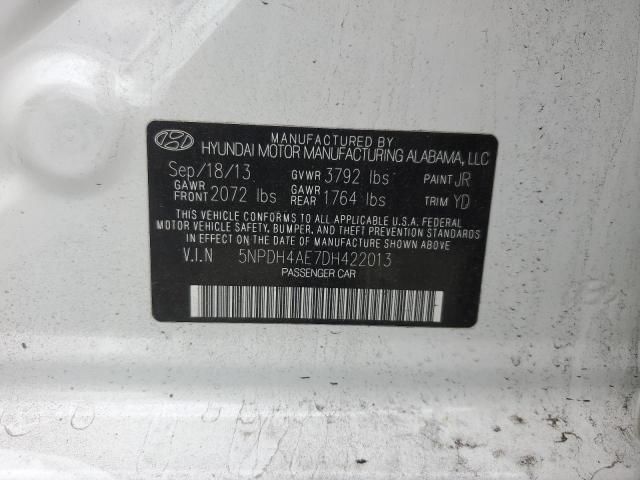 MANUFACTURED BY
HYUNDAI MOTOR MANUFACTURING ALABAMA, LLC
Sep/18/13 GVWR 3792 lbs PAINT JR
GAWR FRONT 2072 lbs GAWR REAR 1764 lbs TRIM YD
THIS VEHICLE CONFORMS TO ALL APPLICABLE U.S.A. FEDERAL
MOTOR VEHICLE SAFETY, BUMPER, AND THEFT PREVENTION STANDARDS
IN EFFECT ON THE DATE OF MANUFACTURE SHOWN ABOVE.
V.I.N 5NPDH4AE7DH422013
PASSENGER CAR